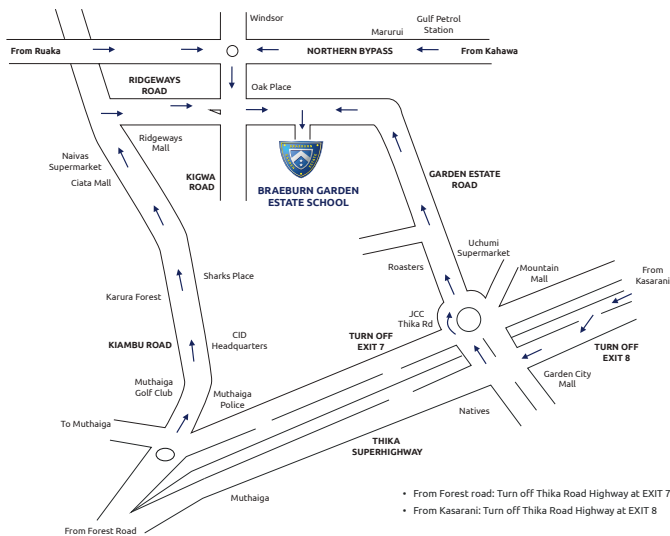 Windsor
Marurui
Gulf Petrol
Station
From Ruaka
NORTHERN BYPASS
From Kahawa
RIDGEWAYS
ROAD
Oak Place
Ridgeways
Mall
Naivas
Supermarket
Ciata Mall
KIGWA
ROAD
BRAEBURN GARDEN
ESTATE SCHOOL
GARDEN ESTATE
ROAD
Uchumi
Supermarket
Roasters
Mountain
Mall
From
Kasarani
Sharks Place
Karura Forest
JCC
Thika Rd
KIAMBU ROAD
CID
Headquarters
TURN OFF
EXIT 7
TURN OFF
EXIT 8
Garden City
Mall
Muthaiga
Golf Club
Muthaiga
Police
Natives
To Muthaiga
THIKA
SUPERHIGHWAY
Muthaiga
From Forest Road
• From Forest road: Turn off Thika Road Highway at EXIT 7
• From Kasarani: Turn off Thika Road Highway at EXIT 8